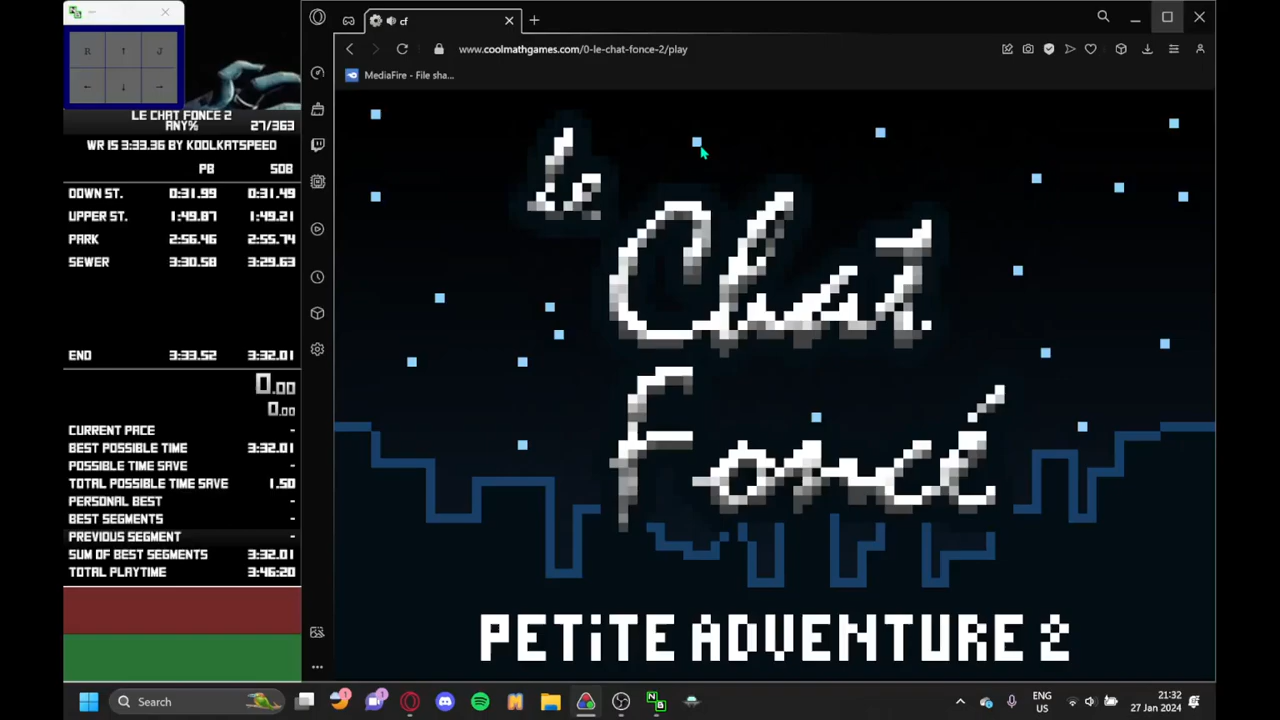 cf
www.coolmathgames.com/0-le-chat-fonce-2/play
MediaFire - File sha...
R ↑ J
← ↓ →
LE CHAT FONCE 2
ANY% 27/363
WR IS 3:33.36 BY KOOLKATSPEED
PB SOB
DOWN ST. 0:31.99 0:31.49
UPPER ST. 1:49.87 1:49.21
PARK 2:56.46 2:55.74
SEWER 3:30.58 3:29.63
END 3:33.52 3:32.01
0.00
0.00
CURRENT PACE -
BEST POSSIBLE TIME 3:32.01
POSSIBLE TIME SAVE -
TOTAL POSSIBLE TIME SAVE 1.50
PERSONAL BEST -
BEST SEGMENTS -
PREVIOUS SEGMENT -
SUM OF BEST SEGMENTS 3:32.01
TOTAL PLAYTIME 3:46:20
le
Chat
Foncé
PETiTE ADVENTURE 2
Search
1
1
ENG
US
21:32
27 Jan 2024